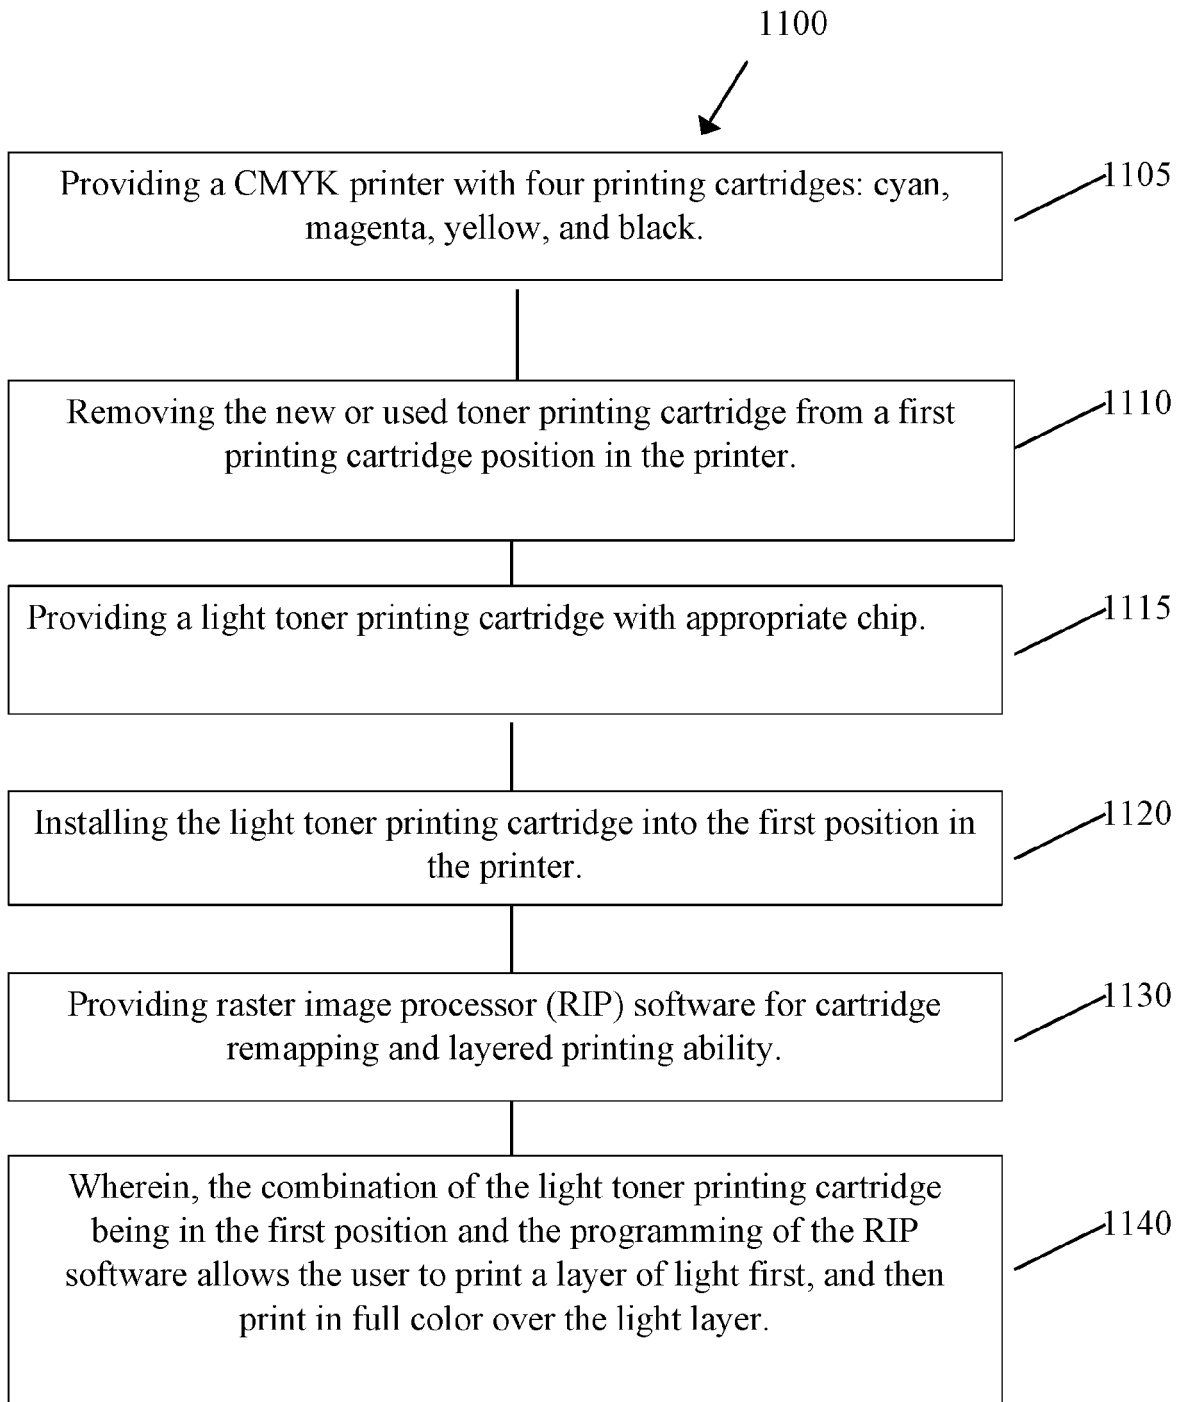 1100
Providing a CMYK printer with four printing cartridges: cyan,
magenta, yellow, and black.
1105
Removing the new or used toner printing cartridge from a first
printing cartridge position in the printer.
1110
Providing a light toner printing cartridge with appropriate chip.
1115
Installing the light toner printing cartridge into the first position in
the printer.
1120
Providing raster image processor (RIP) software for cartridge
remapping and layered printing ability.
1130
Wherein, the combination of the light toner printing cartridge
being in the first position and the programming of the RIP
software allows the user to print a layer of light first, and then
print in full color over the light layer.
1140